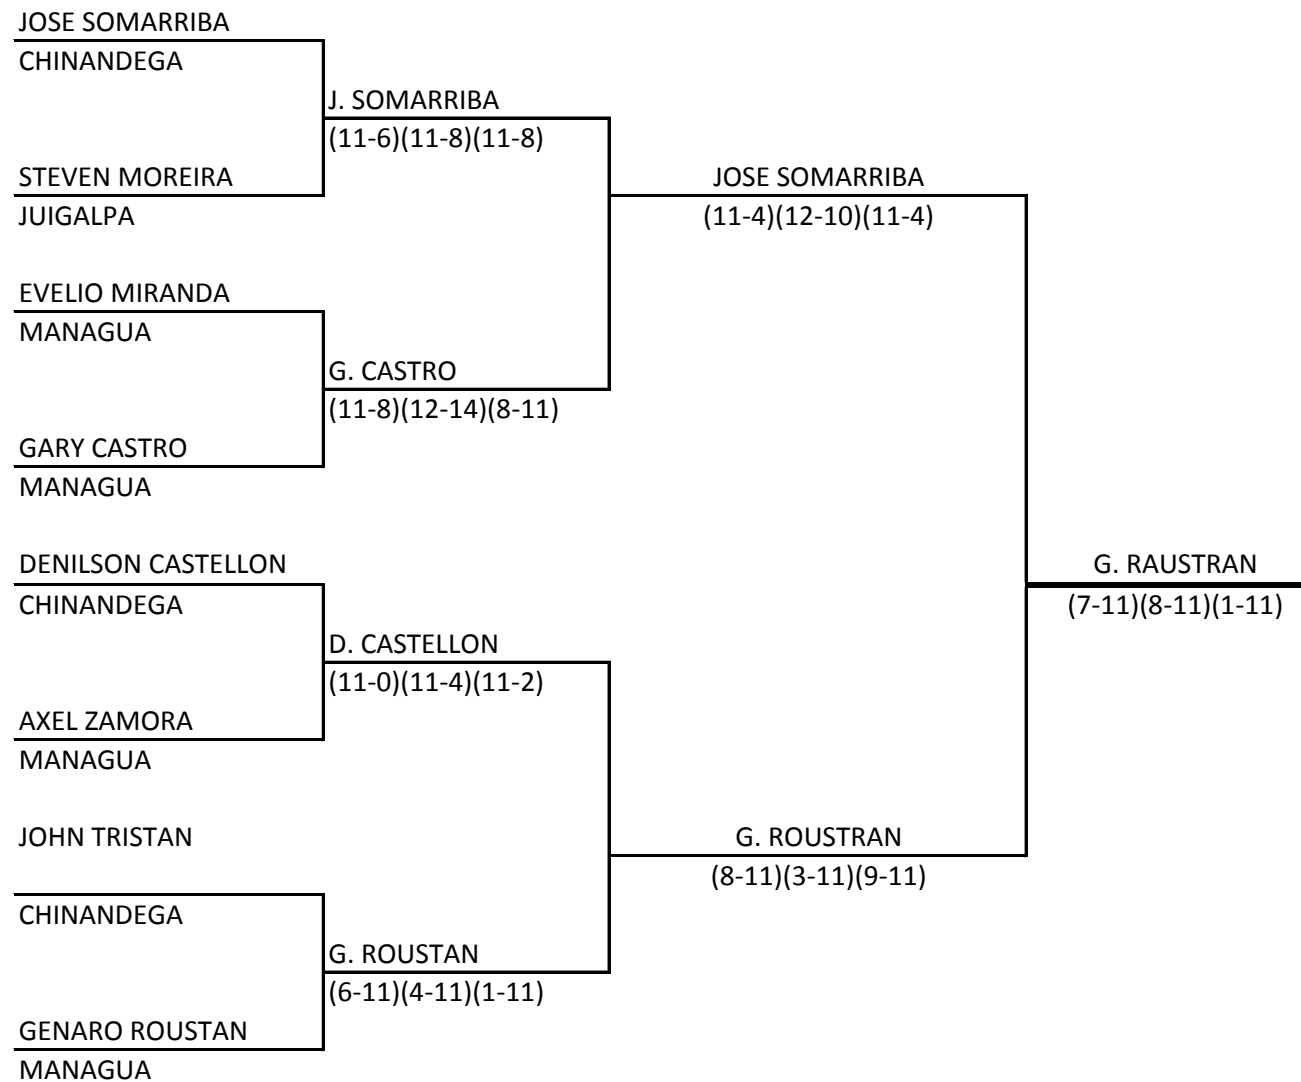 JOSE SOMARRIBA
CHINANDEGA
J. SOMARRIBA
(11-6)(11-8)(11-8)
STEVEN MOREIRA
JUIGALPA
JOSE SOMARRIBA
(11-4)(12-10)(11-4)
EVELIO MIRANDA
MANAGUA
G. CASTRO
(11-8)(12-14)(8-11)
GARY CASTRO
MANAGUA
DENILSON CASTELLON
CHINANDEGA
G. RAUSTRAN
(7-11)(8-11)(1-11)
D. CASTELLON
(11-0)(11-4)(11-2)
AXEL ZAMORA
MANAGUA
JOHN TRISTAN
CHINANDEGA
G. ROUSTRAN
(8-11)(3-11)(9-11)
G. ROUSTAN
(6-11)(4-11)(1-11)
GENARO ROUSTAN
MANAGUA